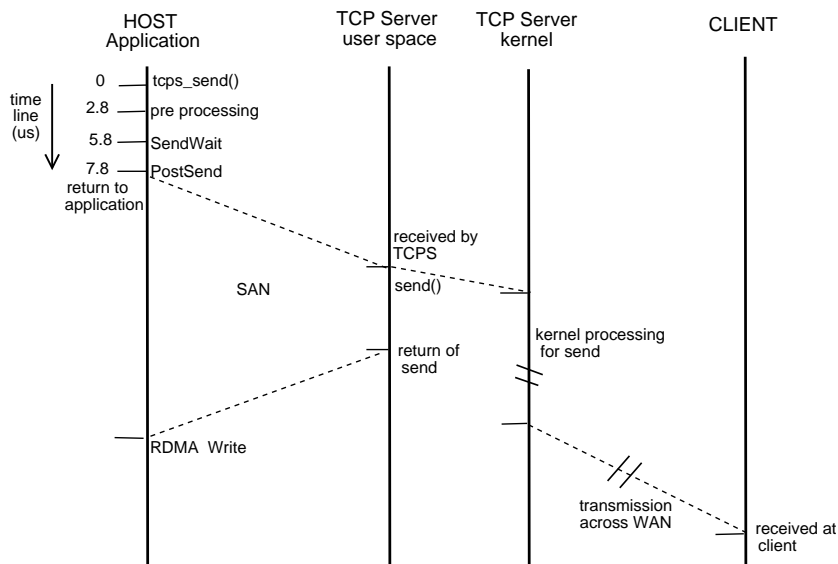 HOST
Application
TCP Server
user space
TCP Server
kernel
CLIENT
time
line
(us)
0
tcps_send()
2.8
pre processing
5.8
SendWait
7.8
PostSend
return to
application
received by
TCPS
send()
SAN
kernel processing
for send
return of
send
RDMA Write
transmission
across WAN
received at
client